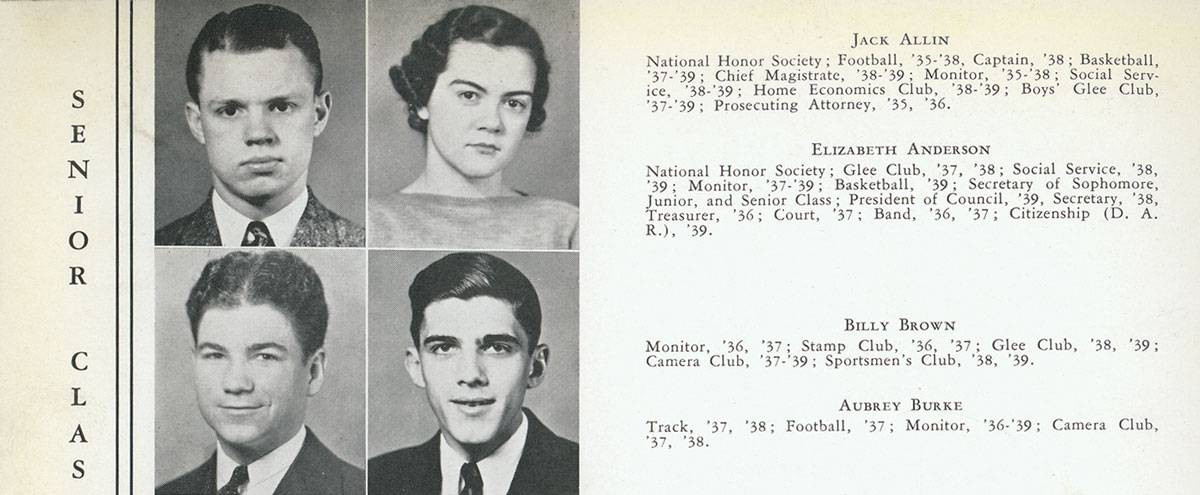 SENIOR CLAS
JACK ALLIN
National Honor Society; Football, '35-'38, Captain, '38; Basketball,
'37-'39; Chief Magistrate, '38-'39; Monitor, '35-'38; Social Serv-
ice, '38-'39; Home Economics Club, '38-'39; Boys' Glee Club,
'37-'39; Prosecuting Attorney, '35, '36.
ELIZABETH ANDERSON
National Honor Society; Glee Club, '37, '38; Social Service, '38,
'39; Monitor, '37-'39; Basketball, '39; Secretary of Sophomore,
Junior, and Senior Class; President of Council, '39, Secretary, '38,
Treasurer, '36; Court, '37; Band, '36, '37; Citizenship (D. A.
R.), '39.
BILLY BROWN
Monitor, '36, '37; Stamp Club, '36, '37; Glee Club, '38, '39;
Camera Club, '37-'39; Sportsmen's Club, '38, '39.
AUBREY BURKE
Track, '37, '38; Football, '37; Monitor, '36-'39; Camera Club,
'37, '38.